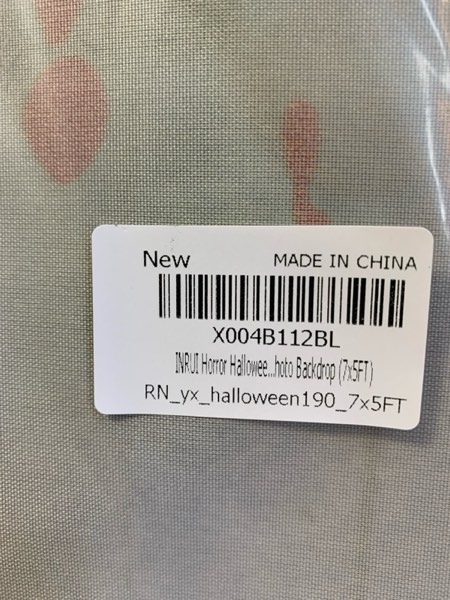 New MADE IN CHINA
X004B112BL
INRUI Horror Hallowee...hoto Backdrop (7x5FT)
RN_yx_halloween190_7x5FT